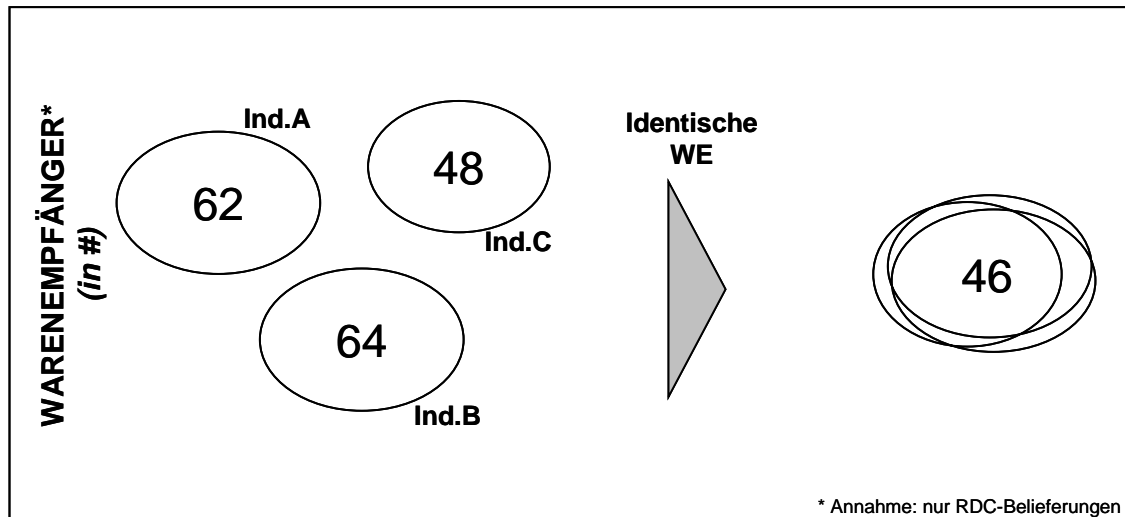 WARENEMPFÄNGER*
(in #)
Ind.A
62
48
Ind.C
64
Ind.B
Identische
WE
46
* Annahme: nur RDC-Belieferungen